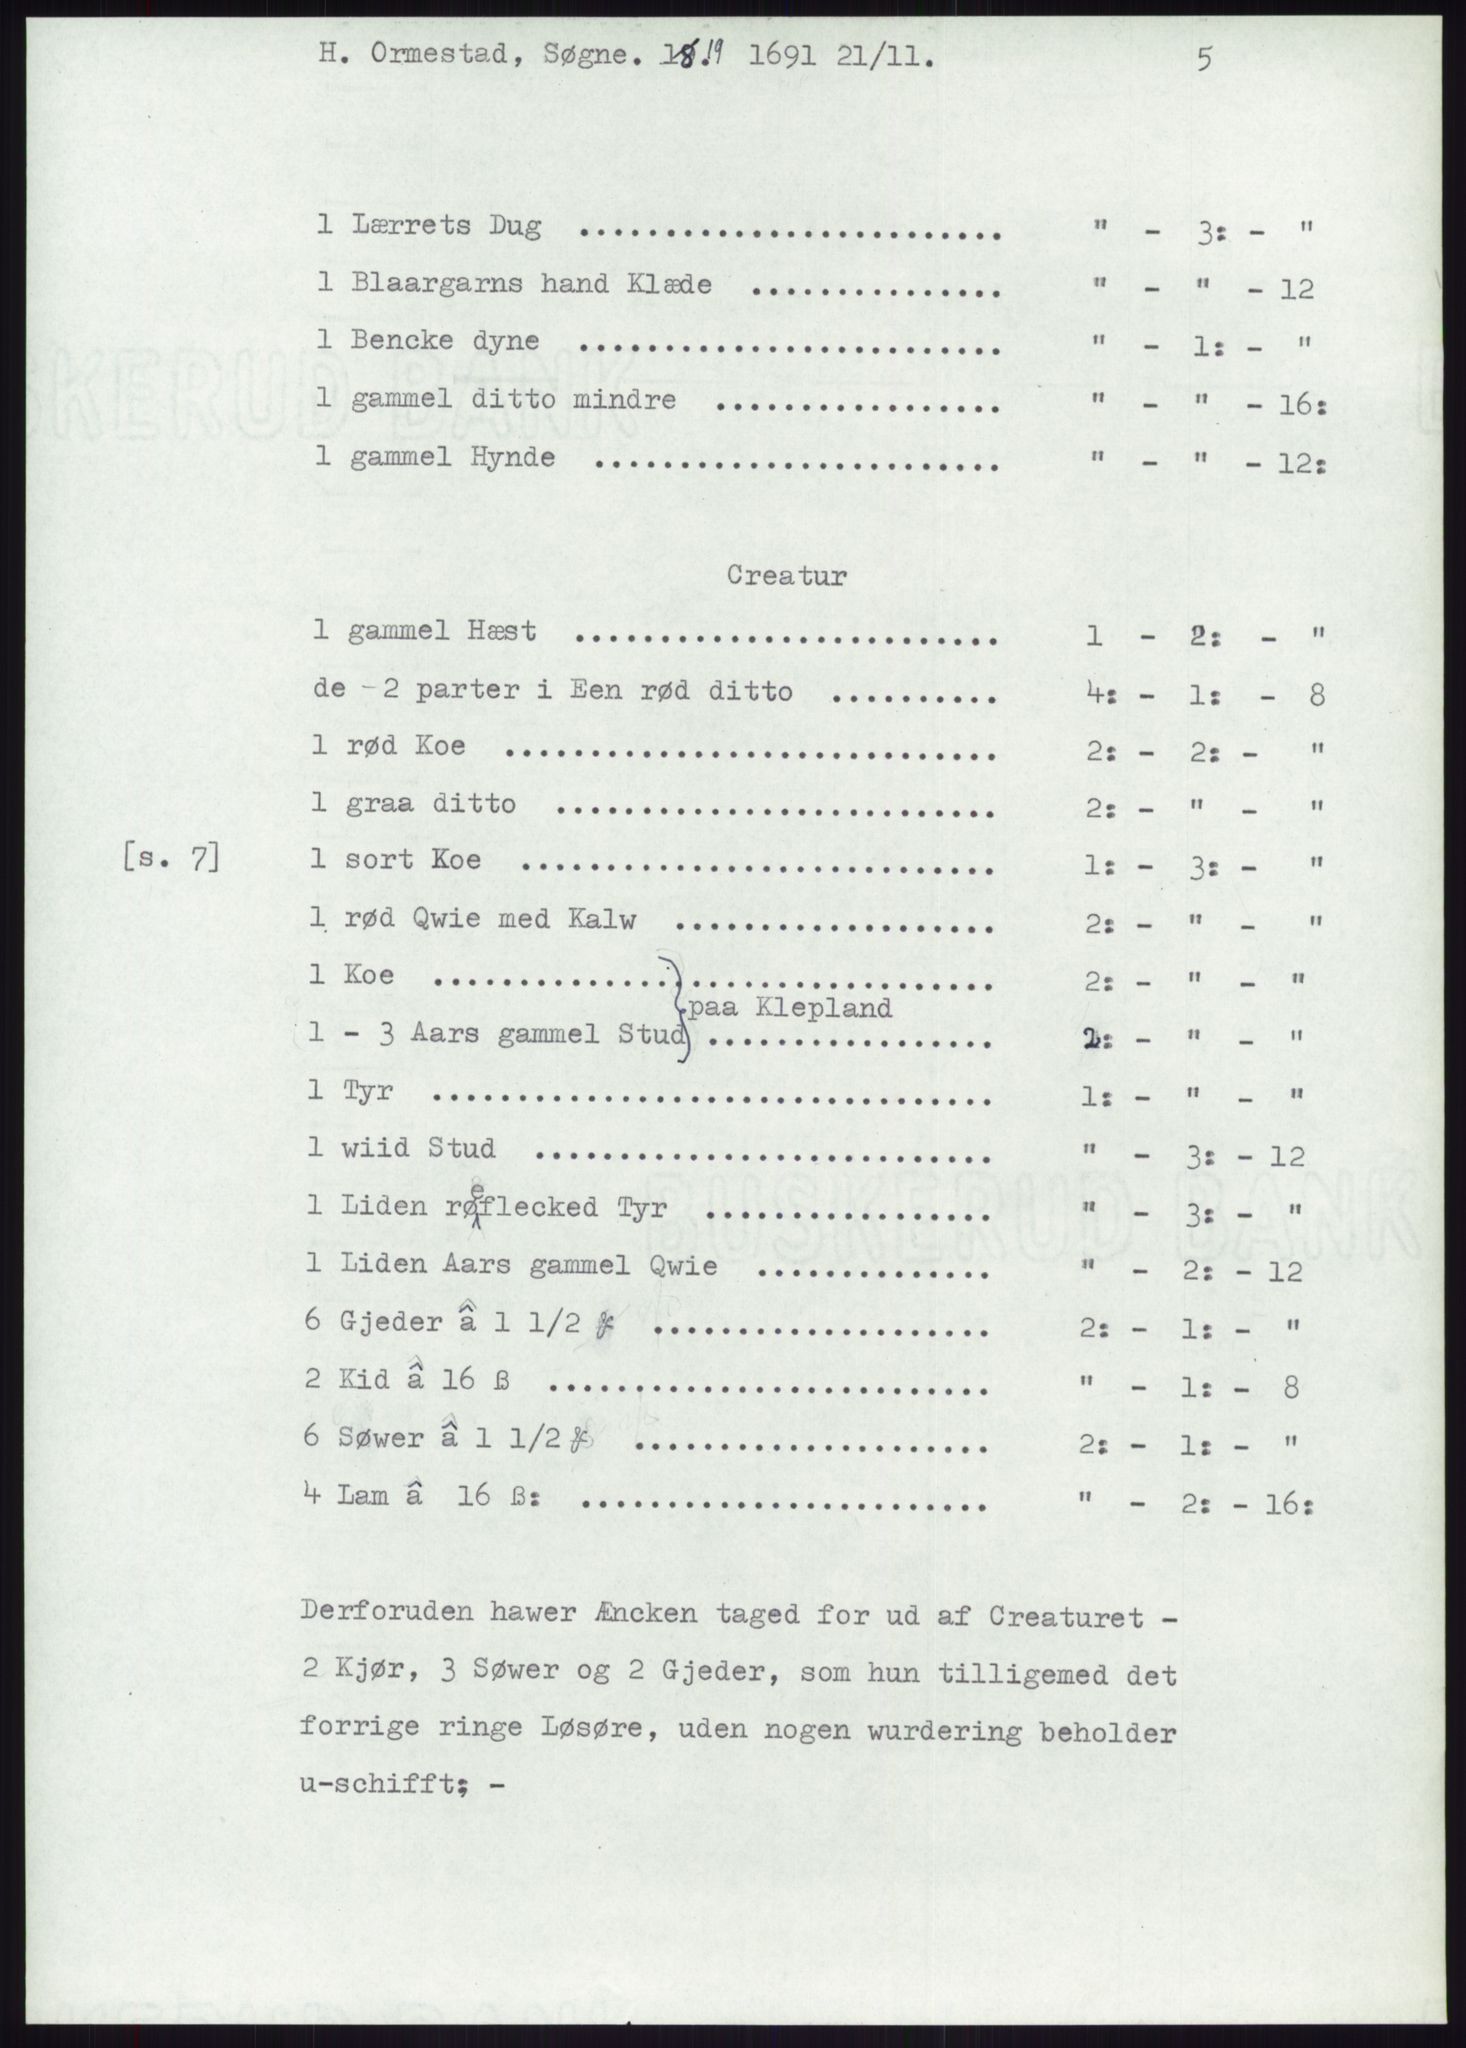 H. Ormestad, Søgne. 19 1691 21/11. 5
1 Lærrets Dug ......................... " - 3: - "
1 Blaargarns hand Klæde ............... " - " - 12
1 Bencke dyne ......................... " - 1: - "
1 gammel ditto mindre ................. " - " - 16:
1 gammel Hynde ........................ " - " - 12:
Creatur
1 gammel Hæst ......................... 1 - 2: - "
de - 2 parter i Een rød ditto .......... 4: - 1: - 8
1 rød Koe ............................. 2: - 2: - "
1 graa ditto .......................... 2: - " - "
[s. 7] 1 sort Koe ............................ 1: - 3: - "
1 rød Qwie med Kalw ................... 2: - " - "
1 Koe ................................. 2: - " - "
paa Klepland
1 - 3 Aars gammel Stud ................. 2: - " - "
1 Tyr ................................. 1: - " - "
1 wiid Stud ........................... " - 3: - 12
1 Liden røeflecked Tyr ................. " - 3: - "
1 Liden Aars gammel Qwie .............. " - 2: - 12
6 Gjeder â 1 1/2 .................... 2: - 1: - "
2 Kid â 16 ß .......................... " - 1: - 8
6 Søwer â 1 1/2 ..................... 2: - 1: - "
4 Lam â 16 ß: ........................ " - 2: - 16:
Derforuden hawer Æncken taged for ud af Creaturet -
2 Kjør, 3 Søwer og 2 Gjeder, som hun tilligemed det
forrige ringe Løsøre, uden nogen wurdering beholder
u-schifft; -